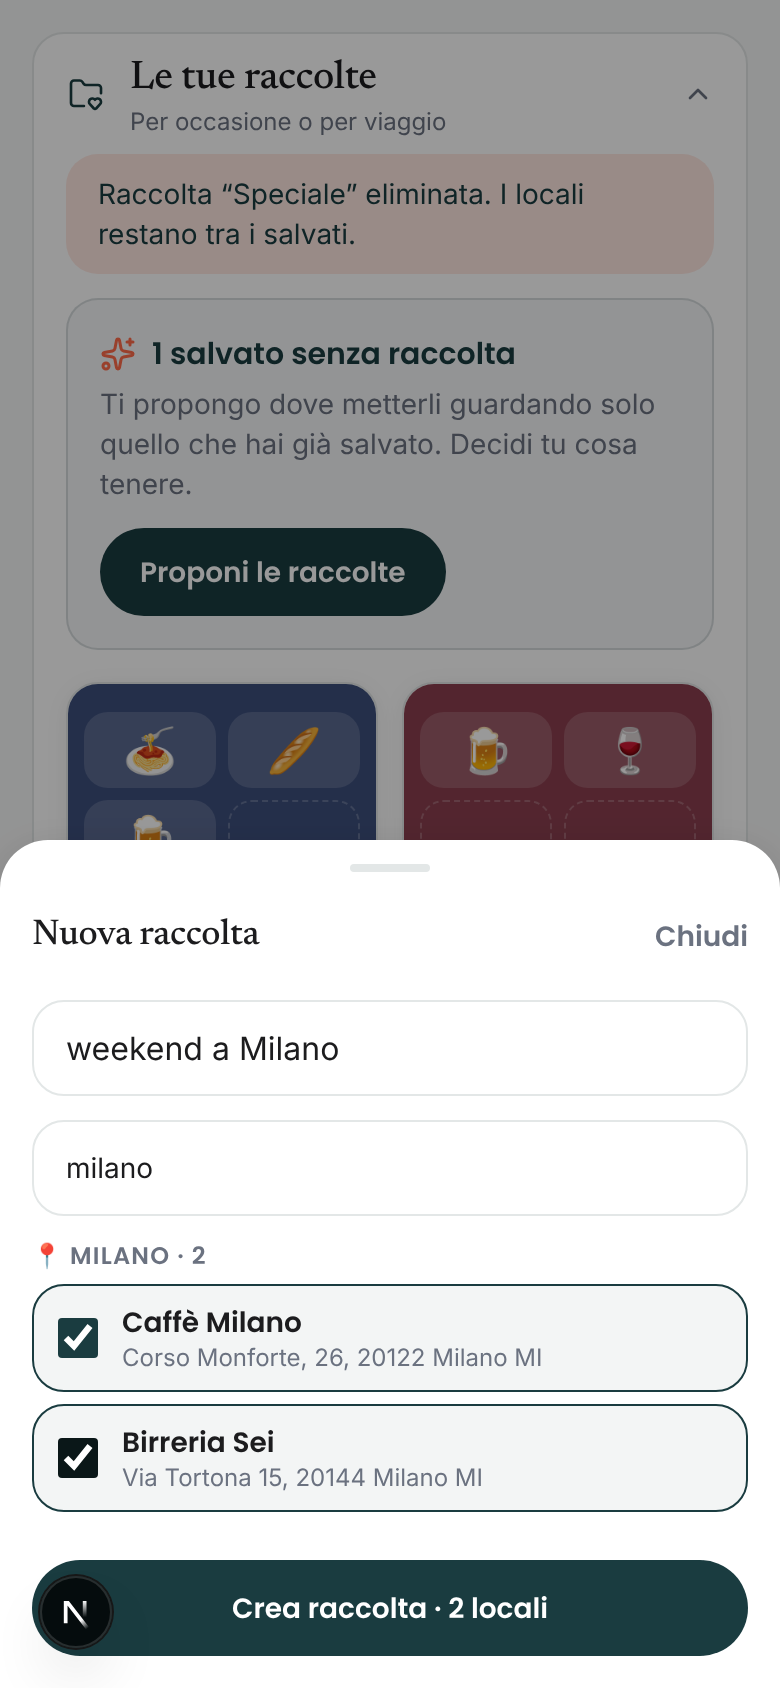 Le tue raccolte
Per occasione o per viaggio
Raccolta “Speciale” eliminata. I locali
restano tra i salvati.
1 salvato senza raccolta
Ti propongo dove metterli guardando solo
quello che hai già salvato. Decidi tu cosa
tenere.
Proponi le raccolte
Nuova raccolta
Chiudi
weekend a Milano
milano
📍 MILANO · 2
Caffè Milano
Corso Monforte, 26, 20122 Milano MI
Birreria Sei
Via Tortona 15, 20144 Milano MI
N
Crea raccolta · 2 locali